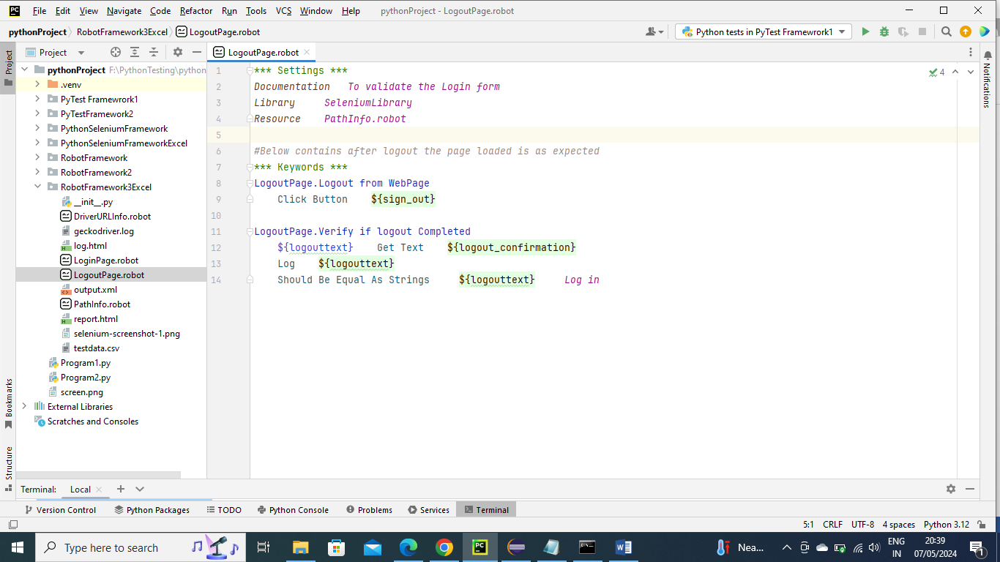 PC File Edit View Navigate Code Refactor Run Tools VCS Window Help pythonProject - LogoutPage.robot
pythonProject RobotFramework3Excel LogoutPage.robot Python tests in PyTest Framewrork1
Project
Project
LogoutPage.robot
pythonProject F:\PythonTesting\python
.venv
PyTest Framewrork1
PyTestFramework2
PythonSeleniumFramework
PythonSeleniumFrameworkExcel
RobotFramework
RobotFramework2
RobotFramework3Excel
__init__.py
DriverURLInfo.robot
geckodriver.log
log.html
LoginPage.robot
LogoutPage.robot
output.xml
PathInfo.robot
report.html
selenium-screenshot-1.png
testdata.csv
Program1.py
Program2.py
screen.png
External Libraries
Scratches and Consoles
Bookmarks
Structure
1 *** Settings ***
2 Documentation To validate the Login form
3 Library SeleniumLibrary
4 Resource PathInfo.robot
5
6 #Below contains after logout the page loaded is as expected
7 *** Keywords ***
8 LogoutPage.Logout from WebPage
9 Click Button ${sign_out}
10
11 LogoutPage.Verify if logout Completed
12 ${logouttext} Get Text ${logout_confirmation}
13 Log ${logouttext}
14 Should Be Equal As Strings ${logouttext} Log in
4
Notifications
Terminal: Local
Version Control Python Packages TODO Python Console Problems Services Terminal
5:1 CRLF UTF-8 4 spaces Python 3.12
Type here to search
PC
W
Nea...
ENG
IN
20:39
07/05/2024
1